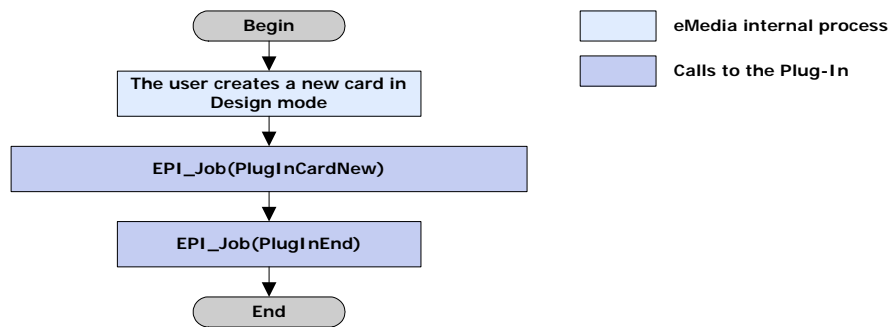 Begin
eMedia internal process
The user creates a new card in
Design mode
Calls to the Plug-In
EPI_Job(PlugInCardNew)
EPI_Job(PlugInEnd)
End